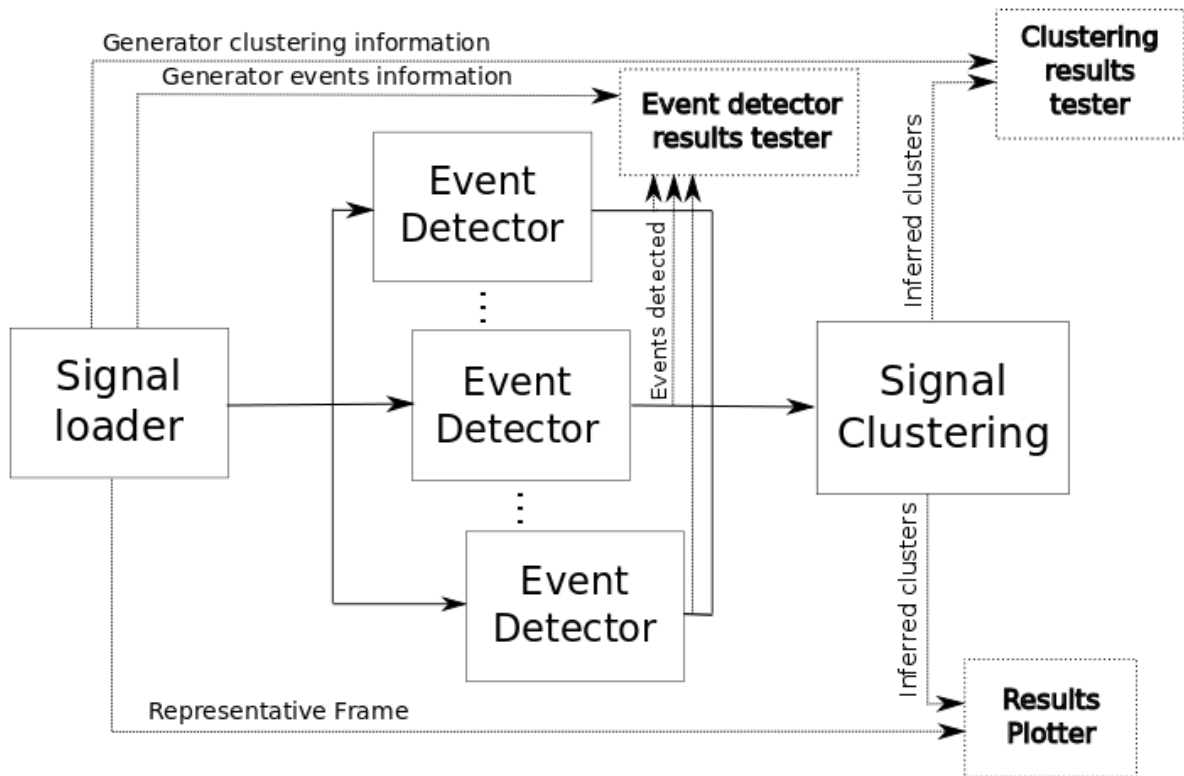 Generator clustering information
Generator events information
Clustering
results
tester
Event detector
results tester
Event
Detector
Events detected
Inferred clusters
Signal
loader
Event
Detector
Signal
Clustering
Event
Detector
Inferred clusters
Representative Frame
Results
Plotter